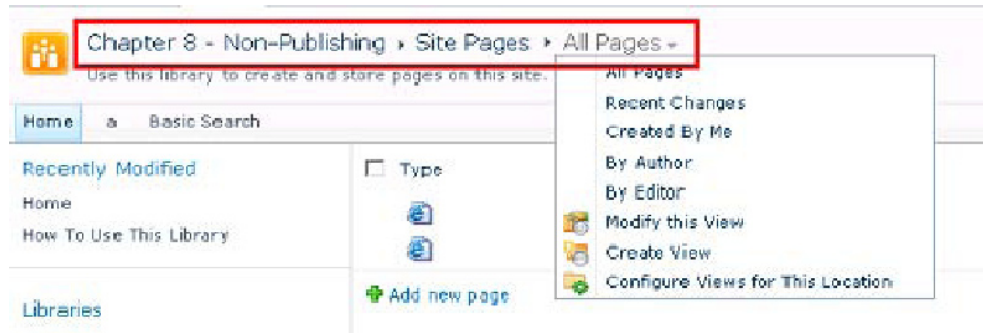 Chapter 8 - Non-Publishing ▸ Site Pages ▸ All Pages
Use this library to create and store pages on this site.
All Pages
Recent Changes
Created By Me
By Author
By Editor
Modify this View
Create View
Configure Views for This Location
Home a Basic Search
Recently Modified
Home
How To Use This Library
Libraries
Type
Add new page